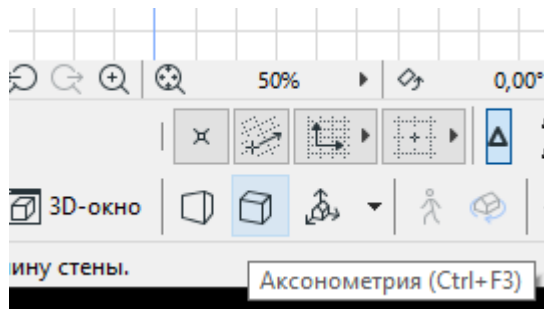 50%
0,00°
3D-окно
ину стены.
Аксонометрия (Ctrl+F3)